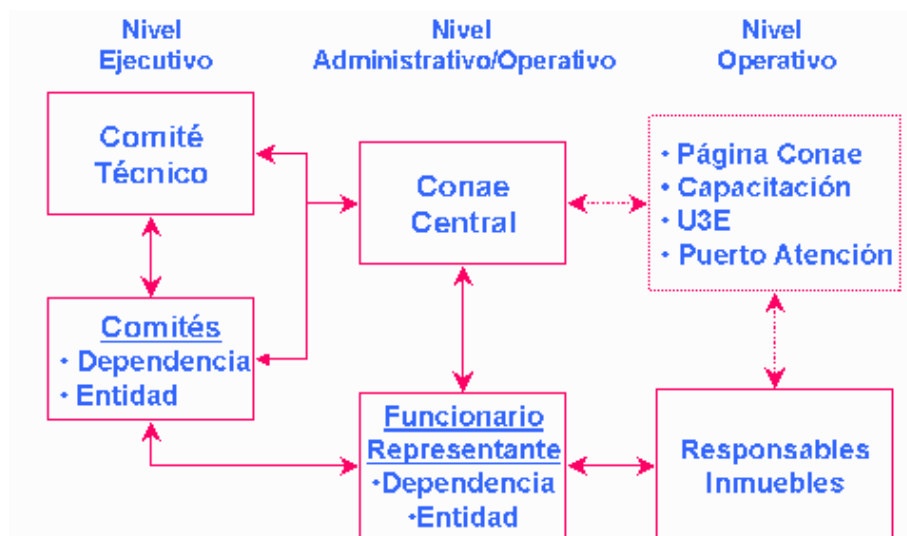 Nivel
Ejecutivo
Nivel
Administrativo/Operativo
Nivel
Operativo
Comité
Técnico
Comités
• Dependencia
• Entidad
Conae
Central
Funcionario
Representante
•Dependencia
•Entidad
• Página Conae
• Capacitación
• U3E
• Puerto Atención
Responsables
Inmuebles